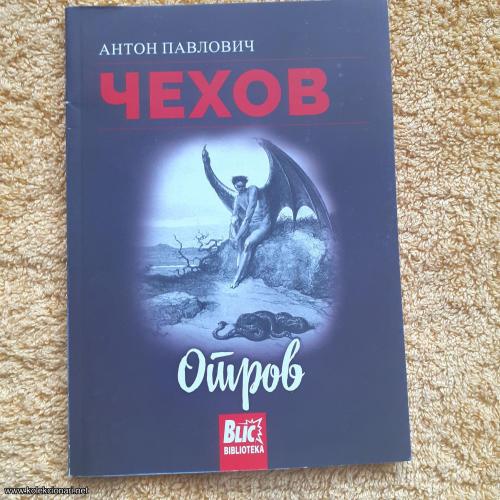 АНТОН ПАВЛОВИЧ
ЧЕХОВ
Отров
BLIC
BIBLIOTEKA
www.kolekcionari.net